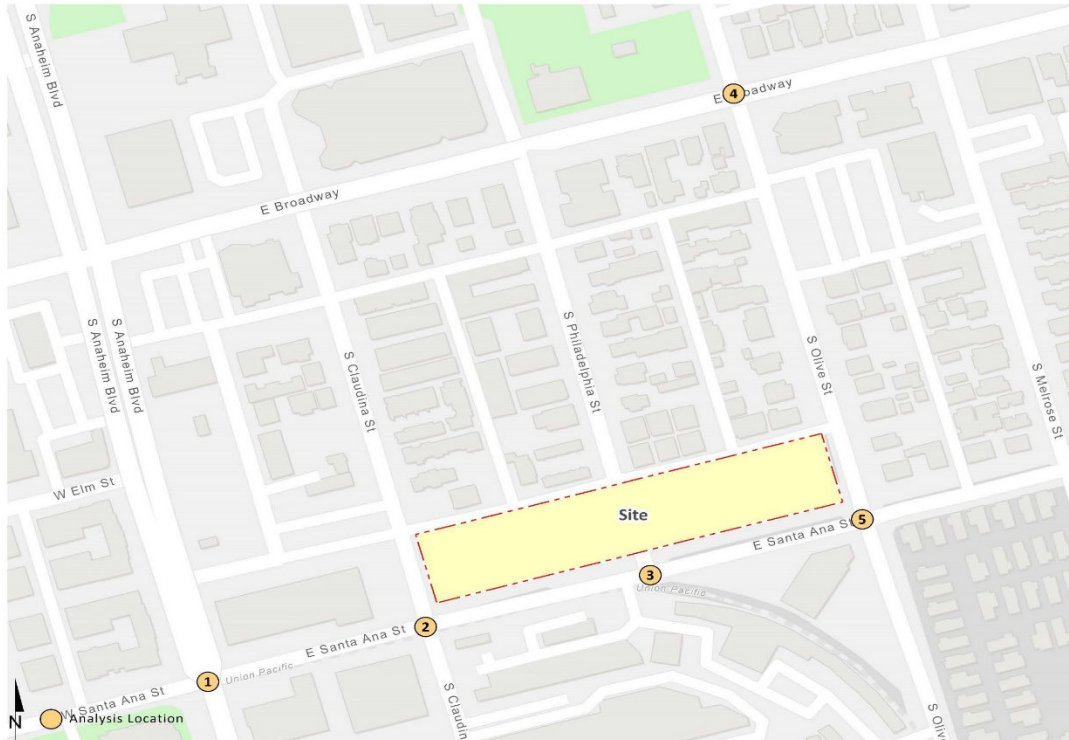 S Anaheim Blvd
4
E Broadway
E Broadway
S Anaheim Blvd
S Anaheim Blvd
S Claudina St
S Philadelphia St
S Olive St
S Melrose St
W Elm St
Site
5
E Santa Ana St
3
Union Pacific
2
E Santa Ana St
1
Union Pacific
W Santa Ana St
S Claudin
S Oliv
N
Analysis Location